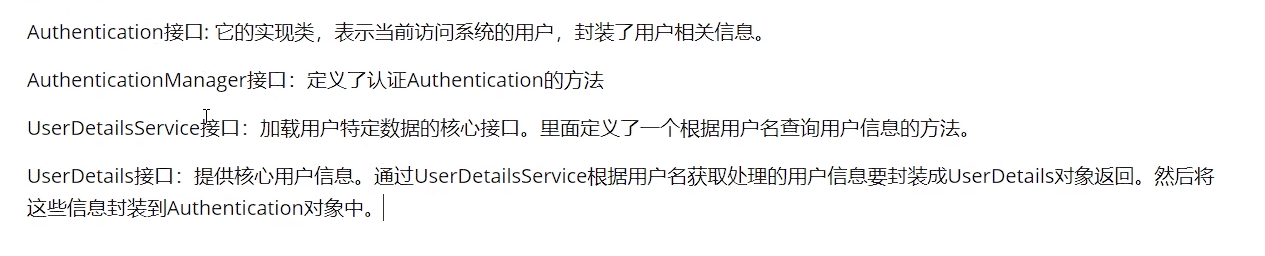 Authentication接口: 它的实现类，表示当前访问系统的用户，封装了用户相关信息。
AuthenticationManager接口：定义了认证Authentication的方法
UserDetailsService接口：加载用户特定数据的核心接口。里面定义了一个根据用户名查询用户信息的方法。
UserDetails接口：提供核心用户信息。通过UserDetailsService根据用户名获取处理的用户信息要封装成UserDetails对象返回。然后将
这些信息封装到Authentication对象中。